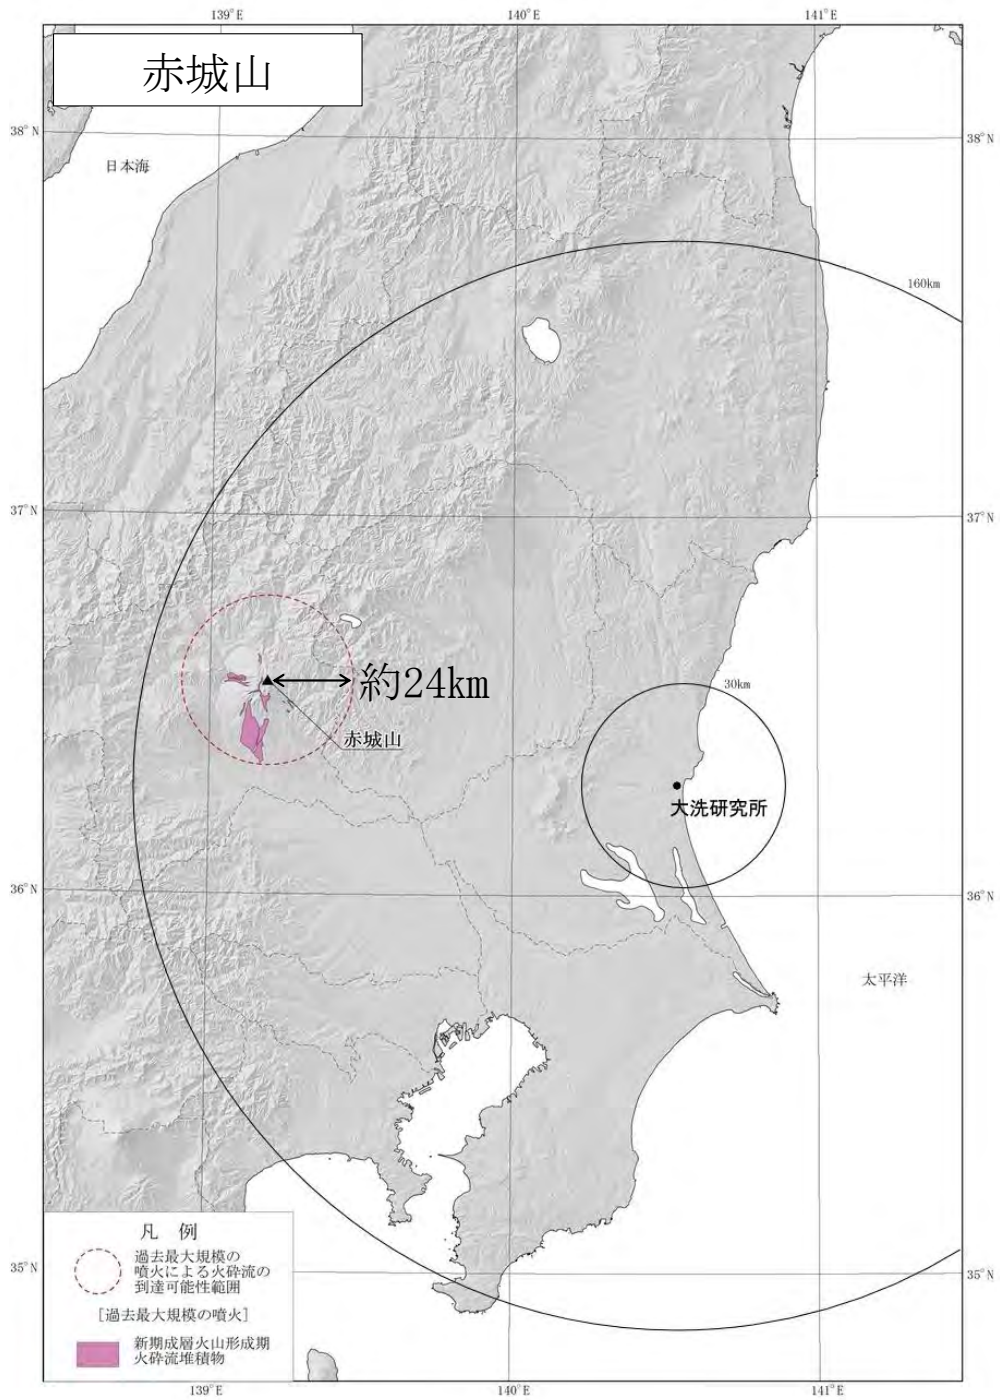 139°E
140°E
141°E
赤城山
38°N
38°N
日本海
160km
37°N
37°N
約24km
30km
赤城山
大洗研究所
36°N
36°N
太平洋
凡 例
過去最大規模の
噴火による火砕流の
到達可能性範囲
[過去最大規模の噴火]
新期成層火山形成期
火砕流堆積物
35°N
35°N
139°E
140°E
141°E